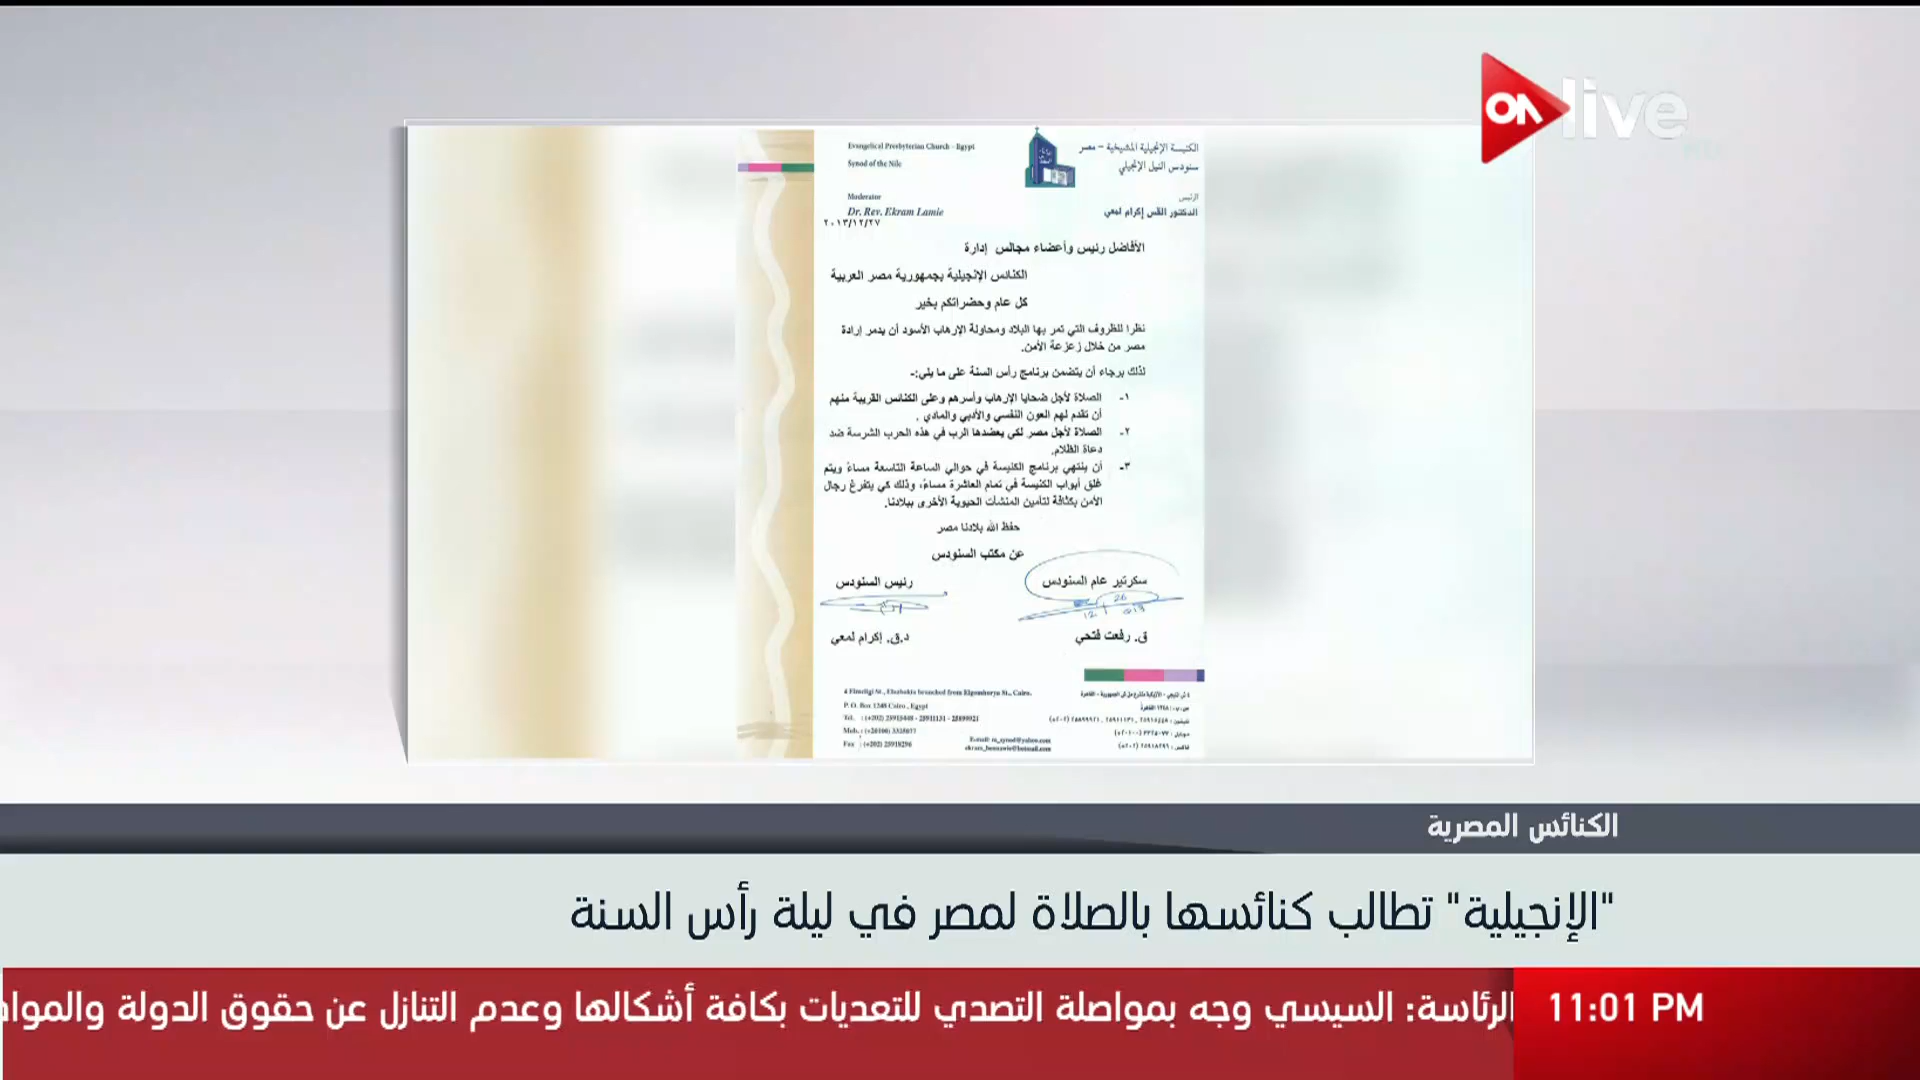 ON live
Evangelical Presbyterian Church - Egypt
Synod of the Nile
الكنيسة الإنجيلية المشيخية - مصر
سنودس النيل الإنجيلي
Moderator
Dr. Rev. Ekram Lamie
الرئيس
الدكتور القس إكرام لمعي
٢٠١٣/١٢/٢٧
الأفاضل رئيس وأعضاء مجالس إدارة
الكنائس الإنجيلية بجمهورية مصر العربية
كل عام وحضراتكم بخير
نظرا للظروف التي تمر بها البلاد ومحاولة الإرهاب الأسود أن يدمر إرادة
مصر من خلال زعزعة الأمن.
لذلك برجاء أن يتضمن برنامج رأس السنة على ما يلي:-
١- الصلاة لأجل ضحايا الإرهاب وأسرهم وعلى الكنائس القريبة منهم
أن تقدم لهم العون النفسي والأدبي والمادي .
٢- الصلاة لأجل مصر لكي يعضدها الرب في هذه الحرب الشرسة ضد
دعاة الظلام.
٣- أن ينتهي برنامج الكنيسة في حوالي الساعة التاسعة مساءً ويتم
غلق أبواب الكنيسة في تمام العاشرة مساءً، وذلك كي يتفرغ رجال
الأمن بكثافة لتأمين المنشآت الحيوية الأخرى ببلادنا.
حفظ الله بلادنا مصر
عن مكتب السنودس
سكرتير عام السنودس
رئيس السنودس
ق. رفعت فتحي
د.ق. إكرام لمعي
P. O. Box 1248 Cairo , Egypt
الكنائس المصرية
"الإنجيلية" تطالب كنائسها بالصلاة لمصر في ليلة رأس السنة
الرئاسة: السيسي وجه بمواصلة التصدي للتعديات بكافة أشكالها وعدم التنازل عن حقوق الدولة والمواط
11:01 PM